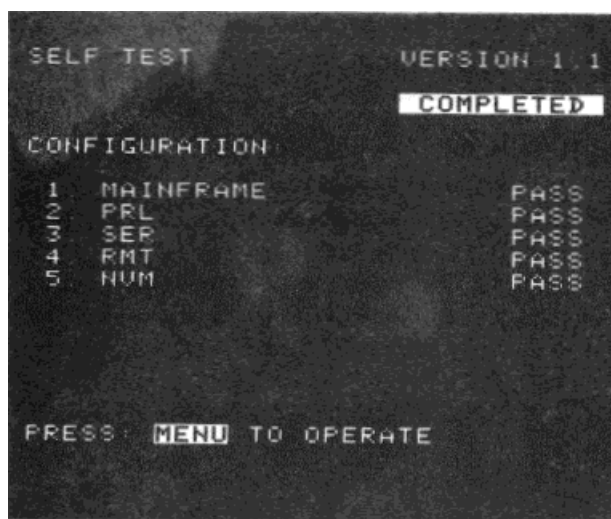 SELF TEST VERSION 1.1
COMPLETED
CONFIGURATION:
1. MAINFRAME PASS
2. PRL PASS
3. SER PASS
4. RMT PASS
5. NVM PASS
PRESS: MENU TO OPERATE